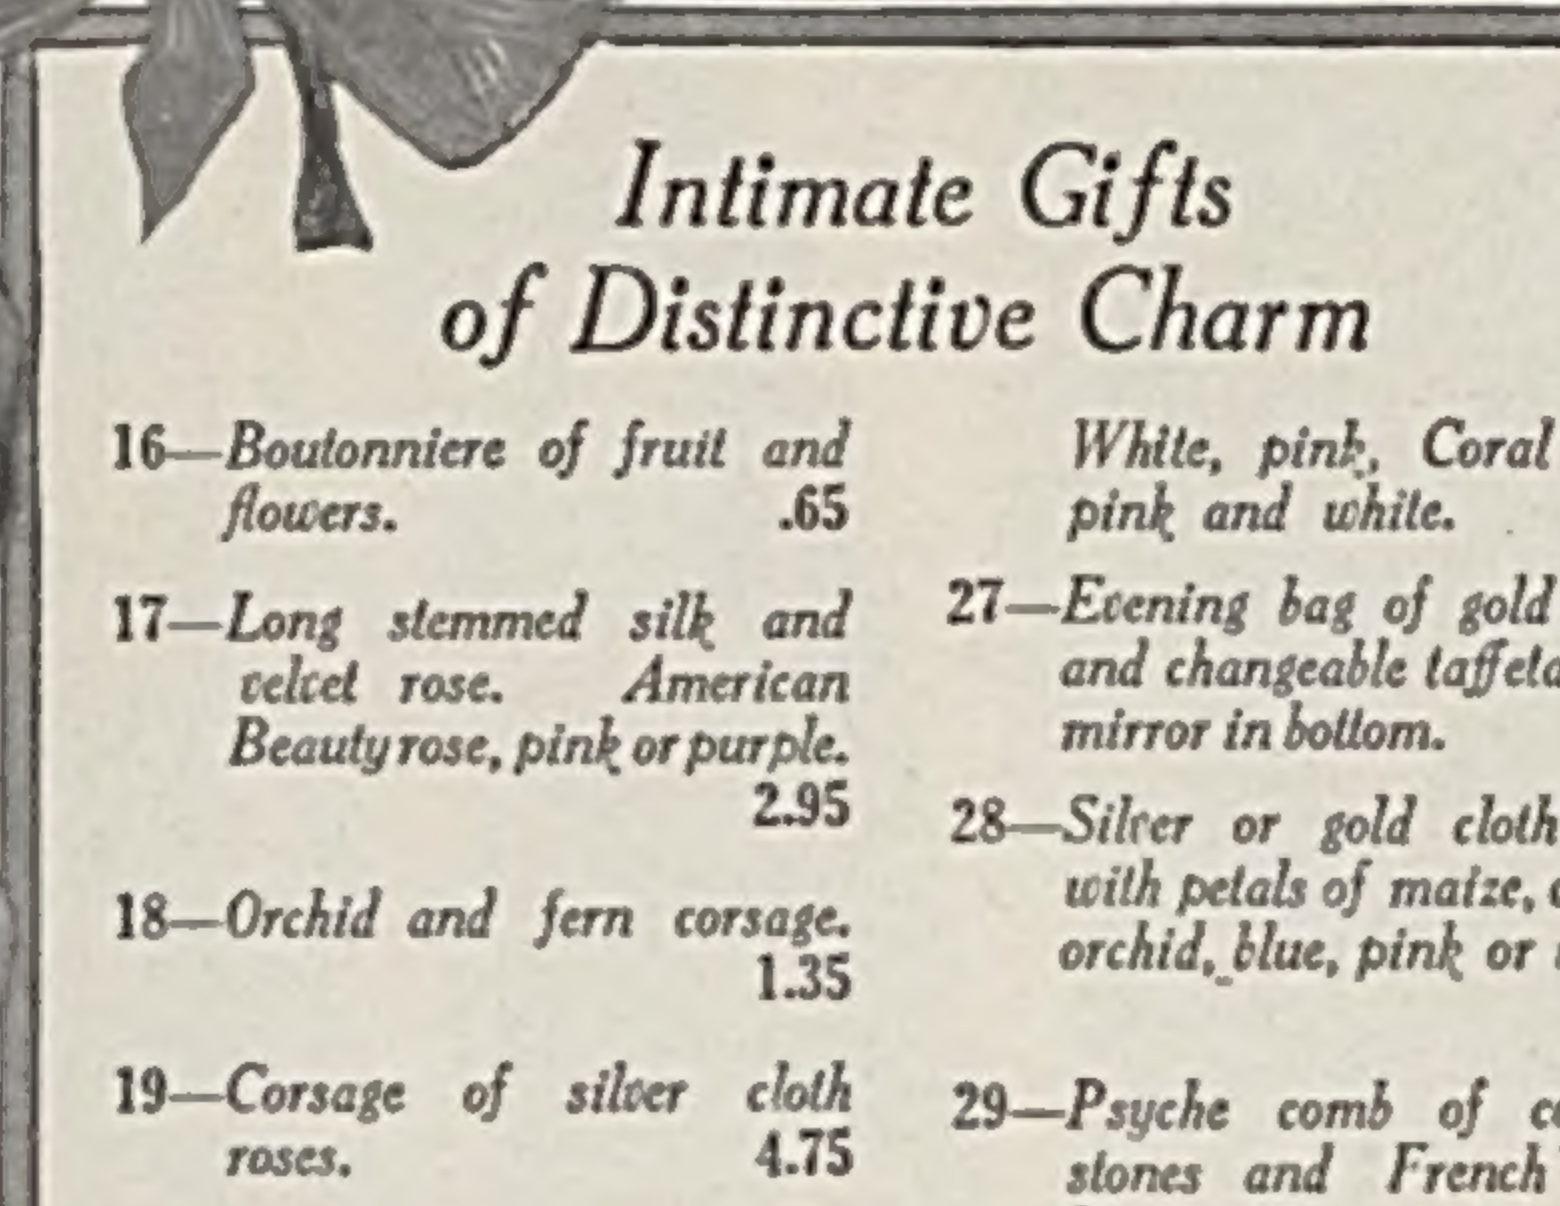 Intimate Gifts
of Distinctive Charm
16—Boutonniere of fruit and
flowers. .65
17—Long stemmed silk and
velvet rose. American
Beauty rose, pink or purple.
2.95
18—Orchid and fern corsage.
1.35
19—Corsage of silver cloth
roses. 4.75
White, pink, Coral
pink and white.
27—Evening bag of gold
and changeable
mirror in bottom.
28—Silver or gold cloth
with petals of maize,
orchid, blue, pink or
29—Psyche comb of
stones and French